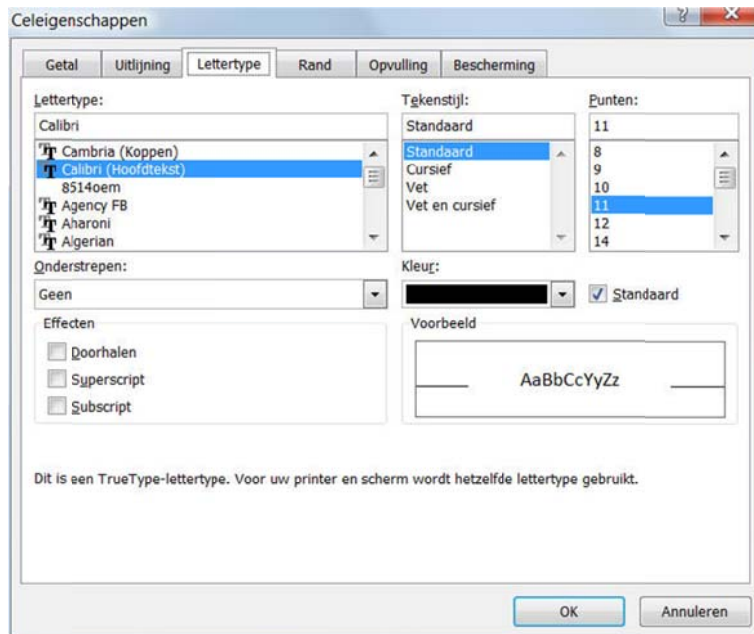 Celeigenschappen
Getal Uitlijning Lettertype Rand Opvulling Bescherming
Lettertype: Tekenstijl: Punten:
Calibri Standaard 11
Cambria (Koppen) Standaard 8
Calibri (Hoofdtekst) Cursief 9
8514oem Vet 10
Agency FB Vet en cursief 11
Aharoni 12
Algerian 14
Onderstrepen: Kleur:
Geen Standaard
Effecten Voorbeeld
Doorhalen
Superscript AaBbCcYyZz
Subscript
Dit is een TrueType-lettertype. Voor uw printer en scherm wordt hetzelfde lettertype gebruikt.
OK Annuleren